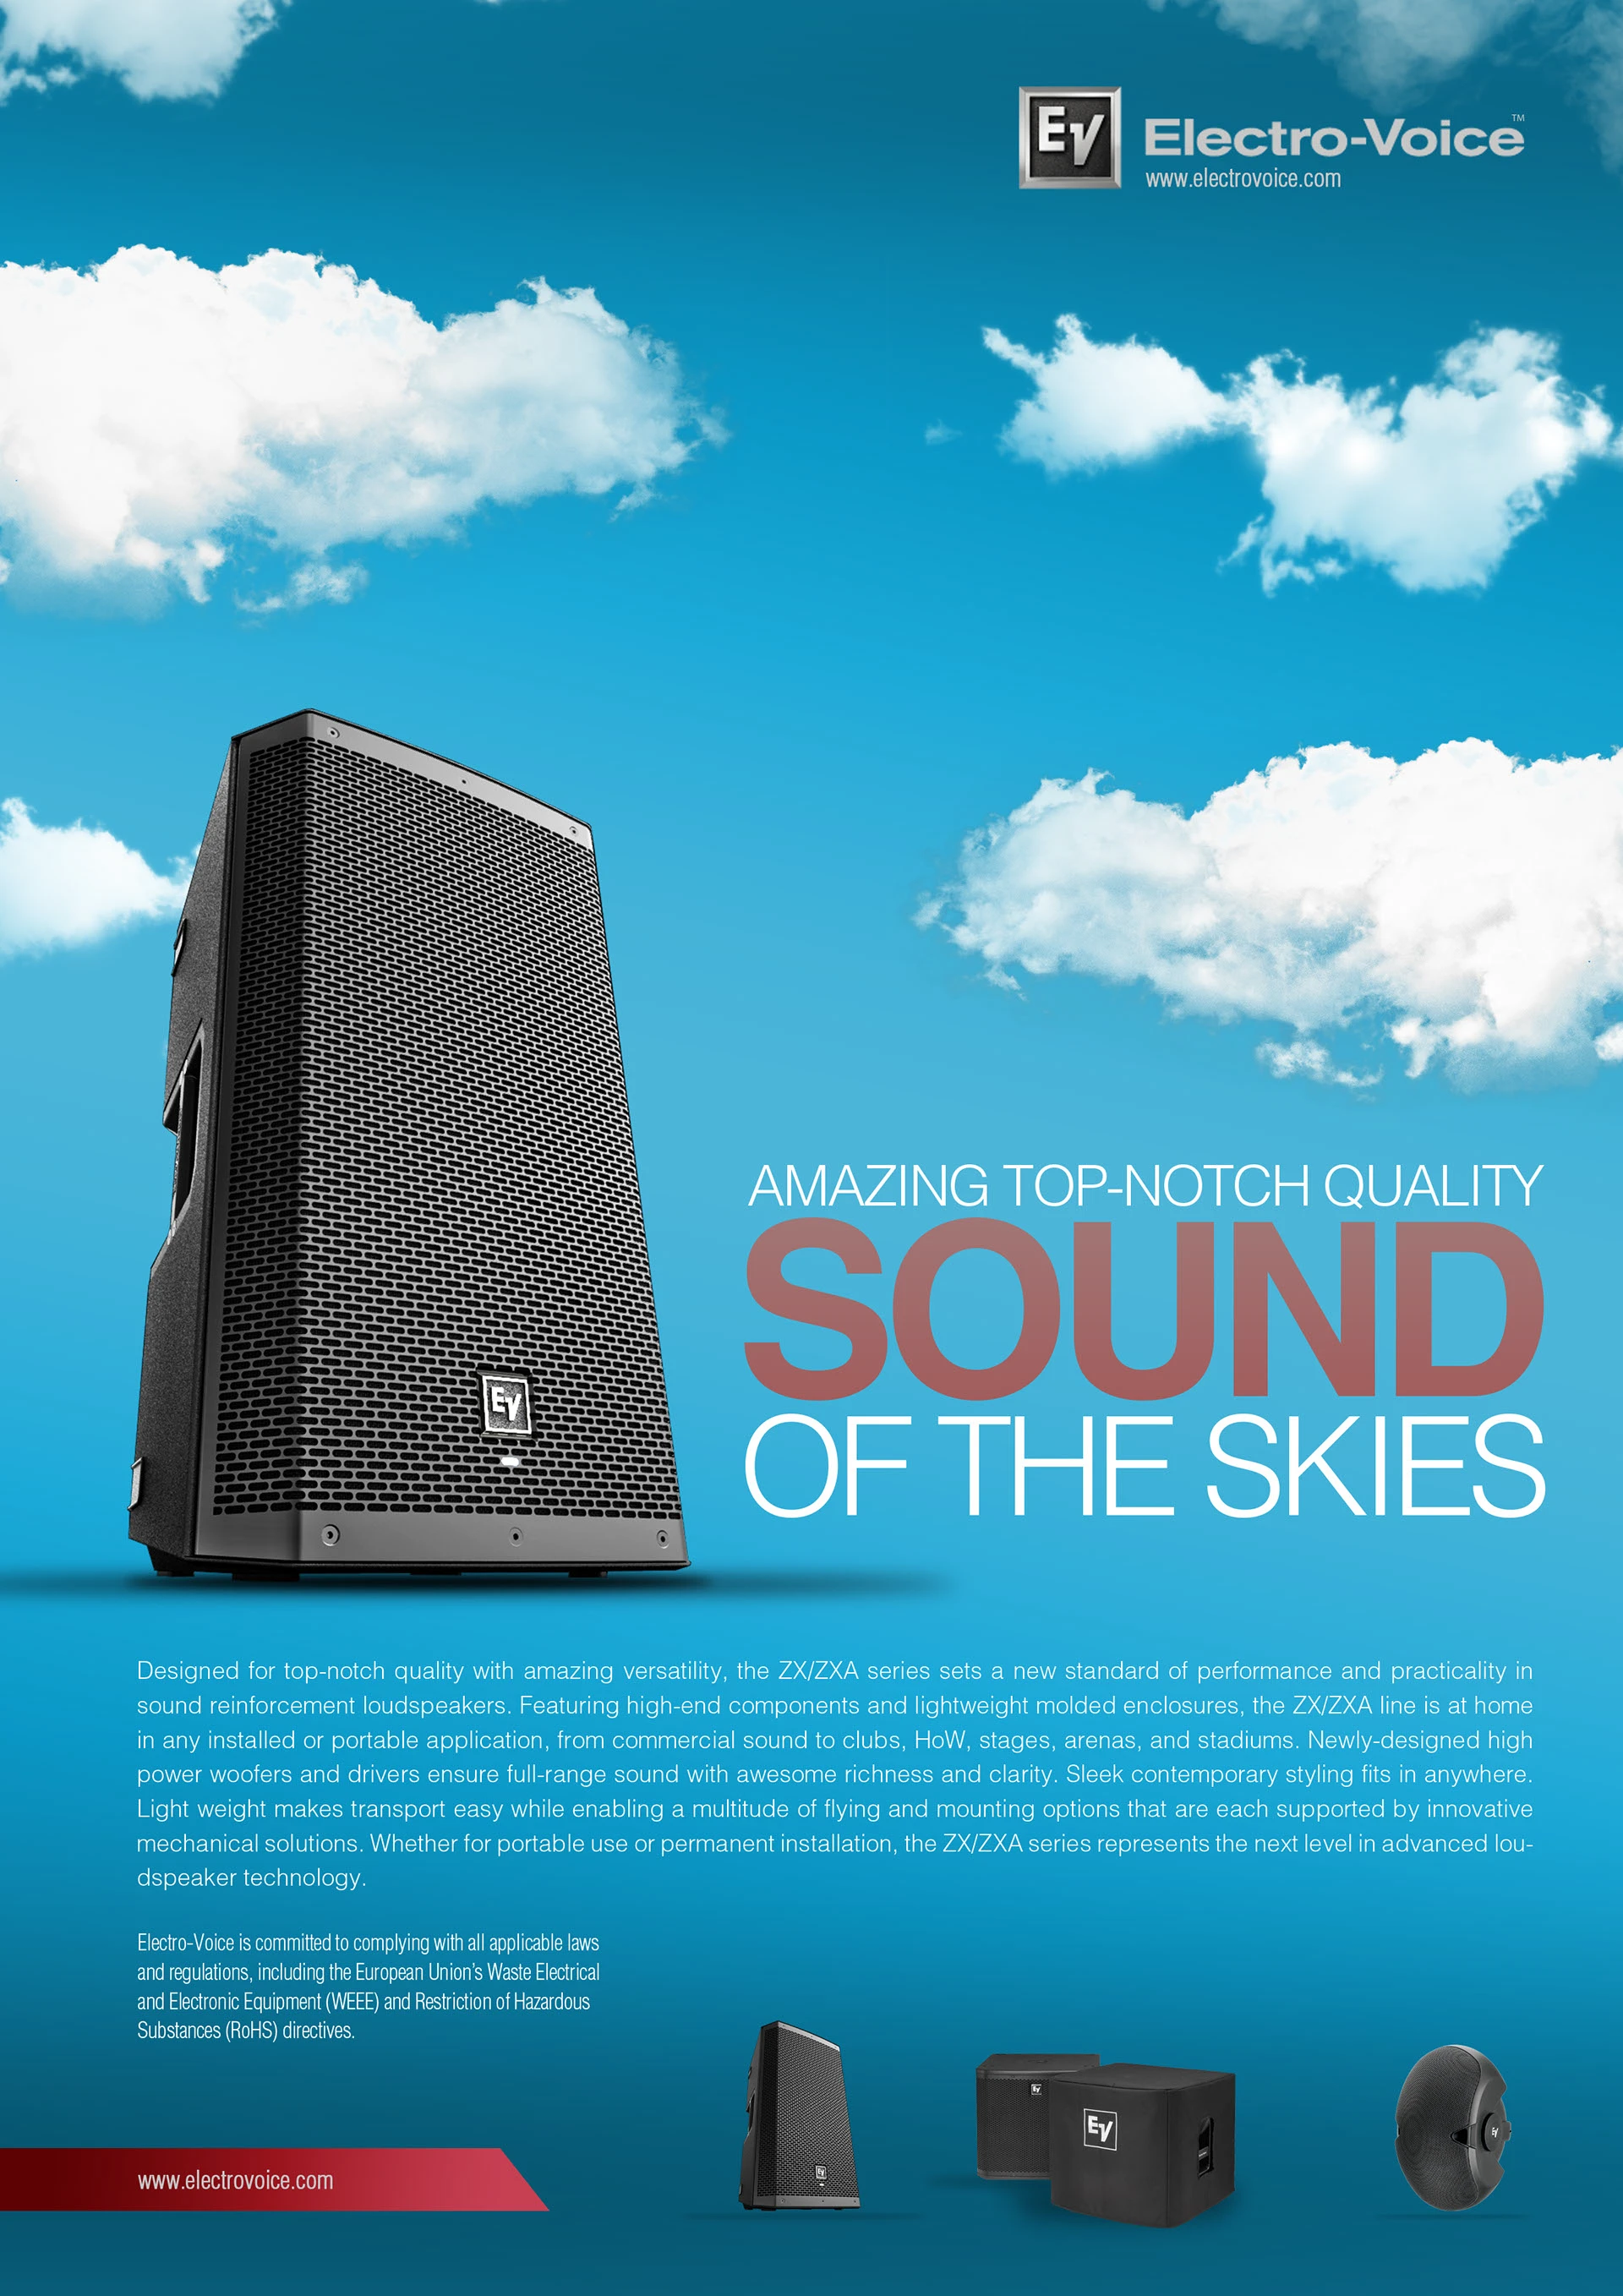 EV Electro-Voice™
www.electrovoice.com
AMAZING TOP-NOTCH QUALITY
SOUND
OF THE SKIES
EV
Designed for top-notch quality with amazing versatility, the ZX/ZXA series sets a new standard of performance and practicality in
sound reinforcement loudspeakers. Featuring high-end components and lightweight molded enclosures, the ZX/ZXA line is at home
in any installed or portable application, from commercial sound to clubs, HoW, stages, arenas, and stadiums. Newly-designed high
power woofers and drivers ensure full-range sound with awesome richness and clarity. Sleek contemporary styling fits in anywhere.
Light weight makes transport easy while enabling a multitude of flying and mounting options that are each supported by innovative
mechanical solutions. Whether for portable use or permanent installation, the ZX/ZXA series represents the next level in advanced lou-
dspeaker technology.
Electro-Voice is committed to complying with all applicable laws
and regulations, including the European Union's Waste Electrical
and Electronic Equipment (WEEE) and Restriction of Hazardous
Substances (RoHS) directives.
www.electrovoice.com
EV
EV
EV
EV